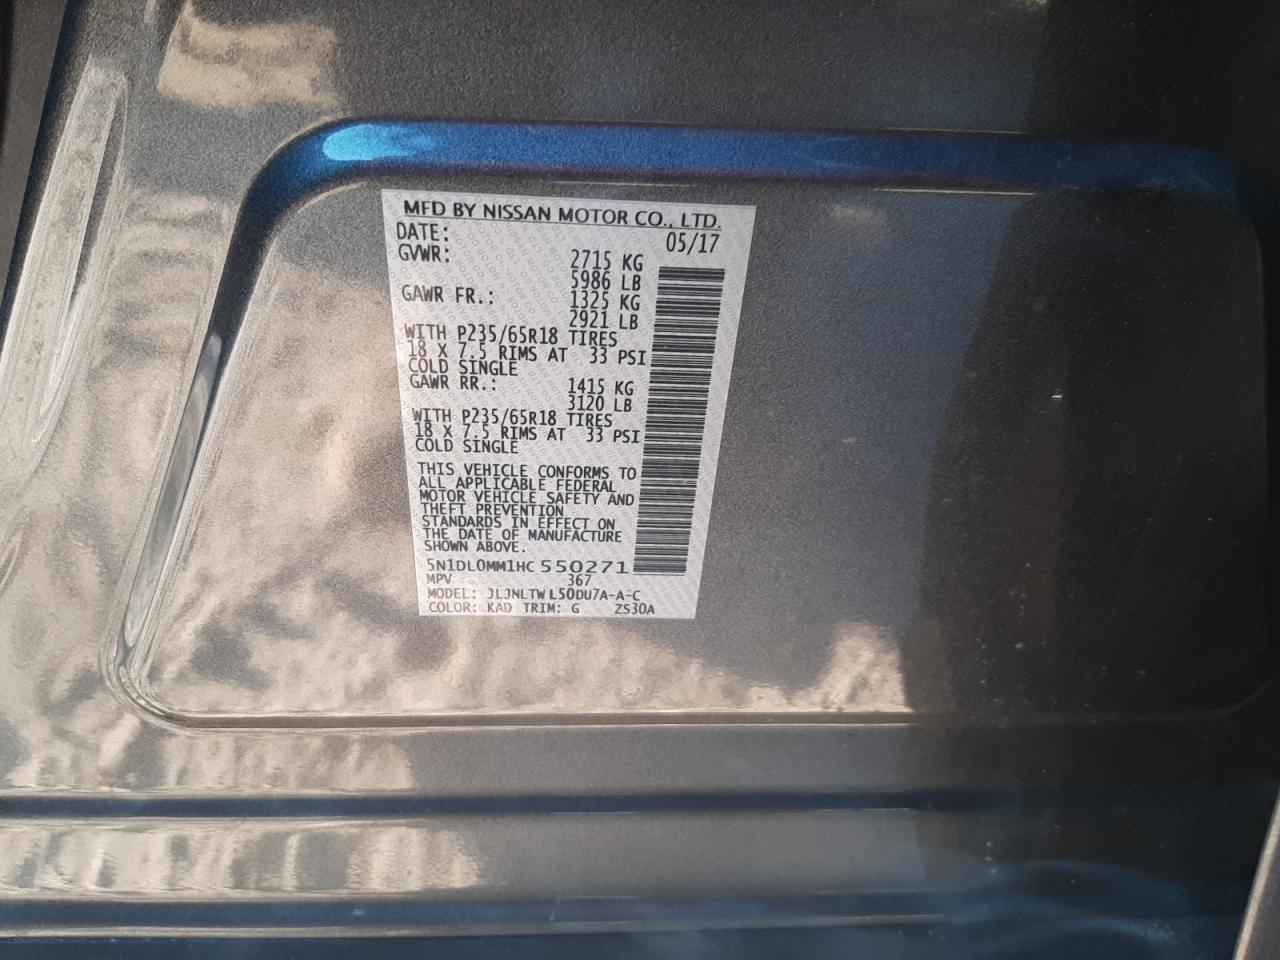 MFD BY NISSAN MOTOR CO., LTD.
DATE: 05/17
GVWR: 2715 KG
5986 LB
GAWR FR.: 1325 KG
2921 LB
WITH P235/65R18 TIRES
18 X 7.5 RIMS AT 33 PSI
COLD SINGLE
GAWR RR.: 1415 KG
3120 LB
WITH P235/65R18 TIRES
18 X 7.5 RIMS AT 33 PSI
COLD SINGLE
THIS VEHICLE CONFORMS TO
ALL APPLICABLE FEDERAL
MOTOR VEHICLE SAFETY AND
THEFT PREVENTION
STANDARDS IN EFFECT ON
THE DATE OF MANUFACTURE
SHOWN ABOVE.
5N1DL0MM1HC550271
MPV 367
MODEL: JLJNLTWL50DU7A-A-C
COLOR: KAD TRIM: G ZS30A